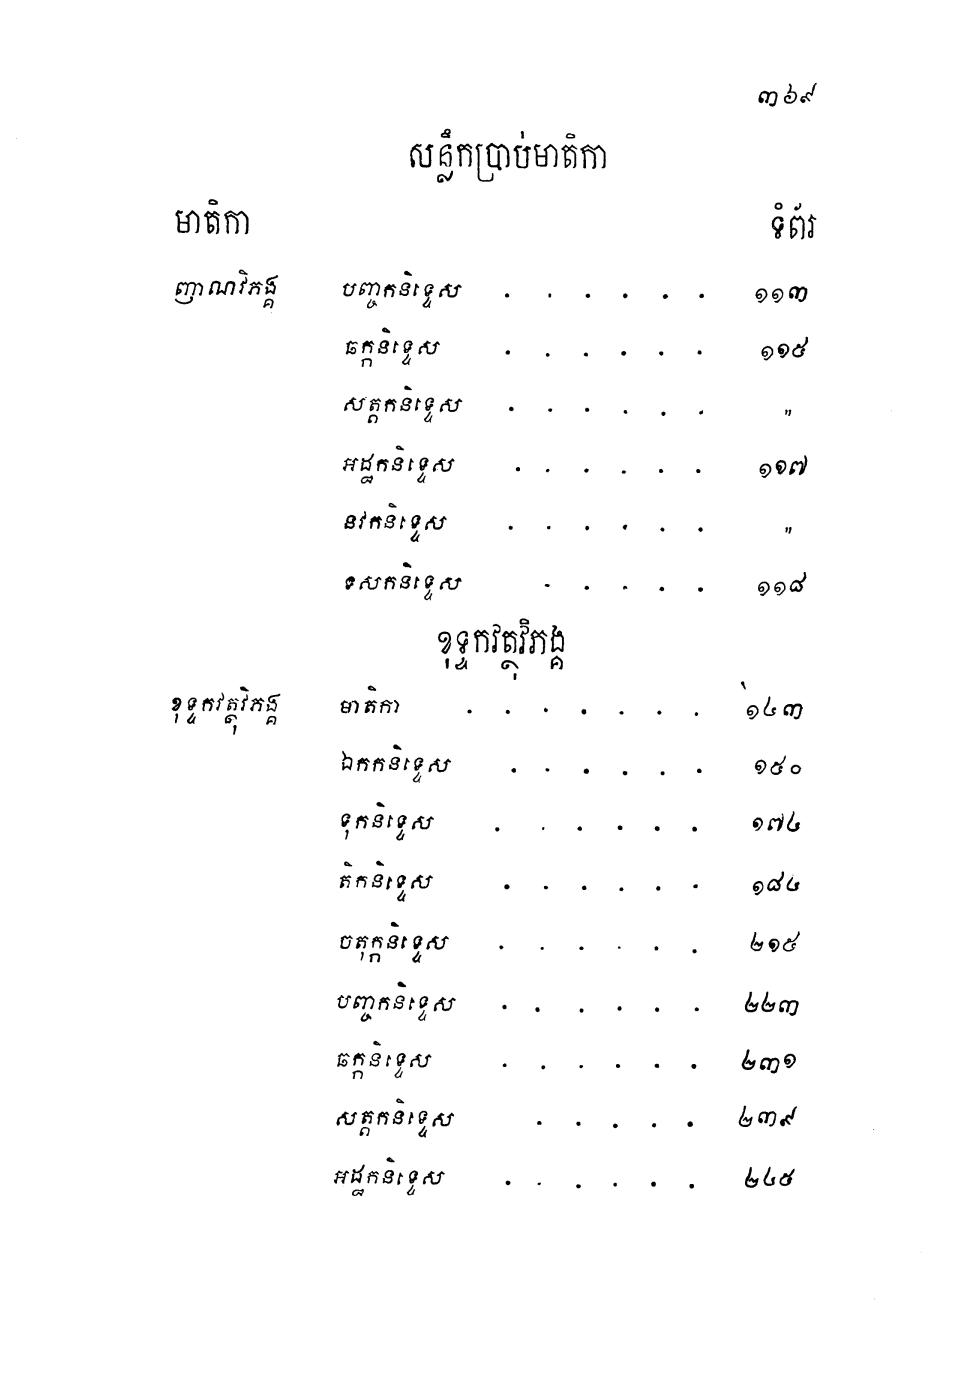 ៣៦៩
សន្លឹកប្រាប់មាតិកា
មាតិកា ទំព័រ
ញាណវិភង្គ បញ្ចកនិទ្ទេស . . . . . . ១១៣
ឆក្កនិទ្ទេស . . . . . . ១១៥
សត្តកនិទ្ទេស . . . . . . "
អដ្ឋកនិទ្ទេស . . . . . . ១១៧
នវកនិទ្ទេស . . . . . . "
ទសកនិទ្ទេស . . . . . ១១៨
ខុទ្ទកវត្ថុវិភង្គ
ខុទ្ទកវត្ថុវិភង្គ មាតិកា . . . . . . . ១៤៣
ឯកកនិទ្ទេស . . . . . . ១៥០
ទុកនិទ្ទេស . . . . . . ១៧៤
តិកនិទ្ទេស . . . . . . ១៨៤
ចតុក្កនិទ្ទេស . . . . . . ២១៥
បញ្ចកនិទ្ទេស . . . . . . ២២៣
ឆក្កនិទ្ទេស . . . . . . ២៣១
សត្តកនិទ្ទេស . . . . . ២៣៩
អដ្ឋកនិទ្ទេស . . . . . . ២៤៥